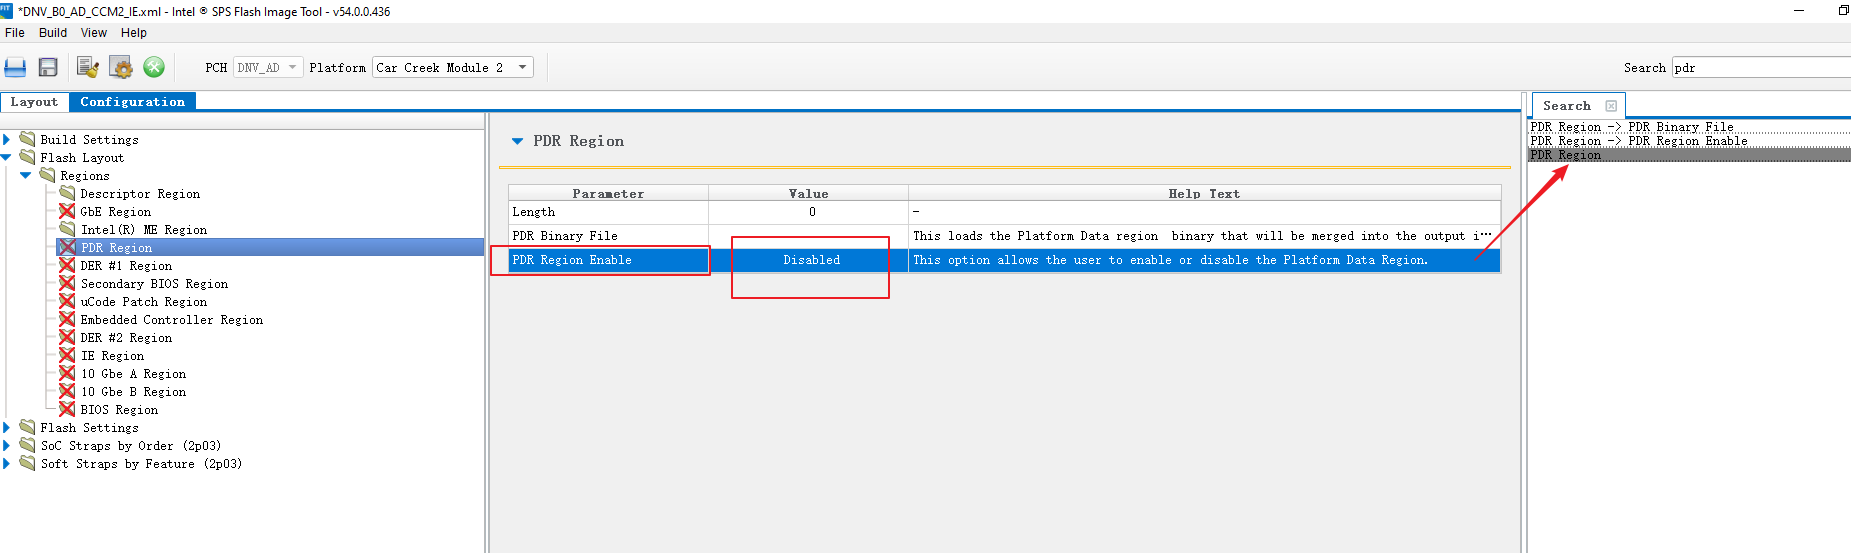 *DNV_B0_AD_CCM2_IE.xml - Intel ® SPS Flash Image Tool - v54.0.0.436
File Build View Help
PCH DNV_AD Platform Car Creek Module 2 Search pdr
Layout Configuration
Search
Build Settings
Flash Layout
Regions
Descriptor Region
GbE Region
Intel(R) ME Region
PDR Region
DER #1 Region
Secondary BIOS Region
uCode Patch Region
Embedded Controller Region
DER #2 Region
IE Region
10 Gbe A Region
10 Gbe B Region
BIOS Region
Flash Settings
SoC Straps by Order (2p03)
Soft Straps by Feature (2p03)
PDR Region
Parameter Value Help Text
Length 0 -
PDR Binary File This loads the Platform Data region binary that will be merged into the output i…
PDR Region Enable Disabled This option allows the user to enable or disable the Platform Data Region.
PDR Region -> PDR Binary File
PDR Region -> PDR Region Enable
PDR Region